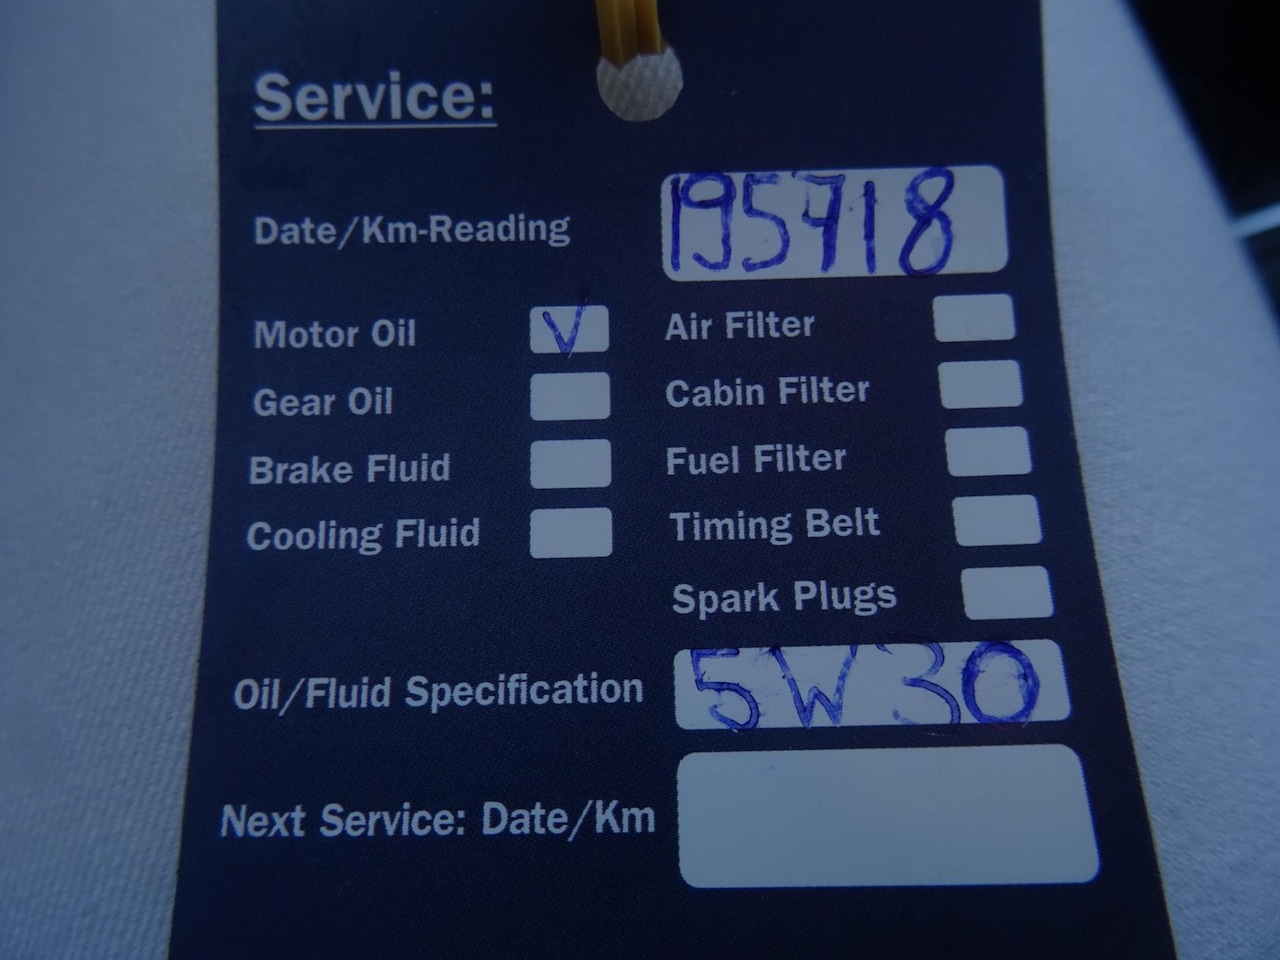 Service:
Date/Km-Reading 195718
Motor Oil V Air Filter
Gear Oil Cabin Filter
Brake Fluid Fuel Filter
Cooling Fluid Timing Belt
Spark Plugs
Oil/Fluid Specification 5W30
Next Service: Date/Km